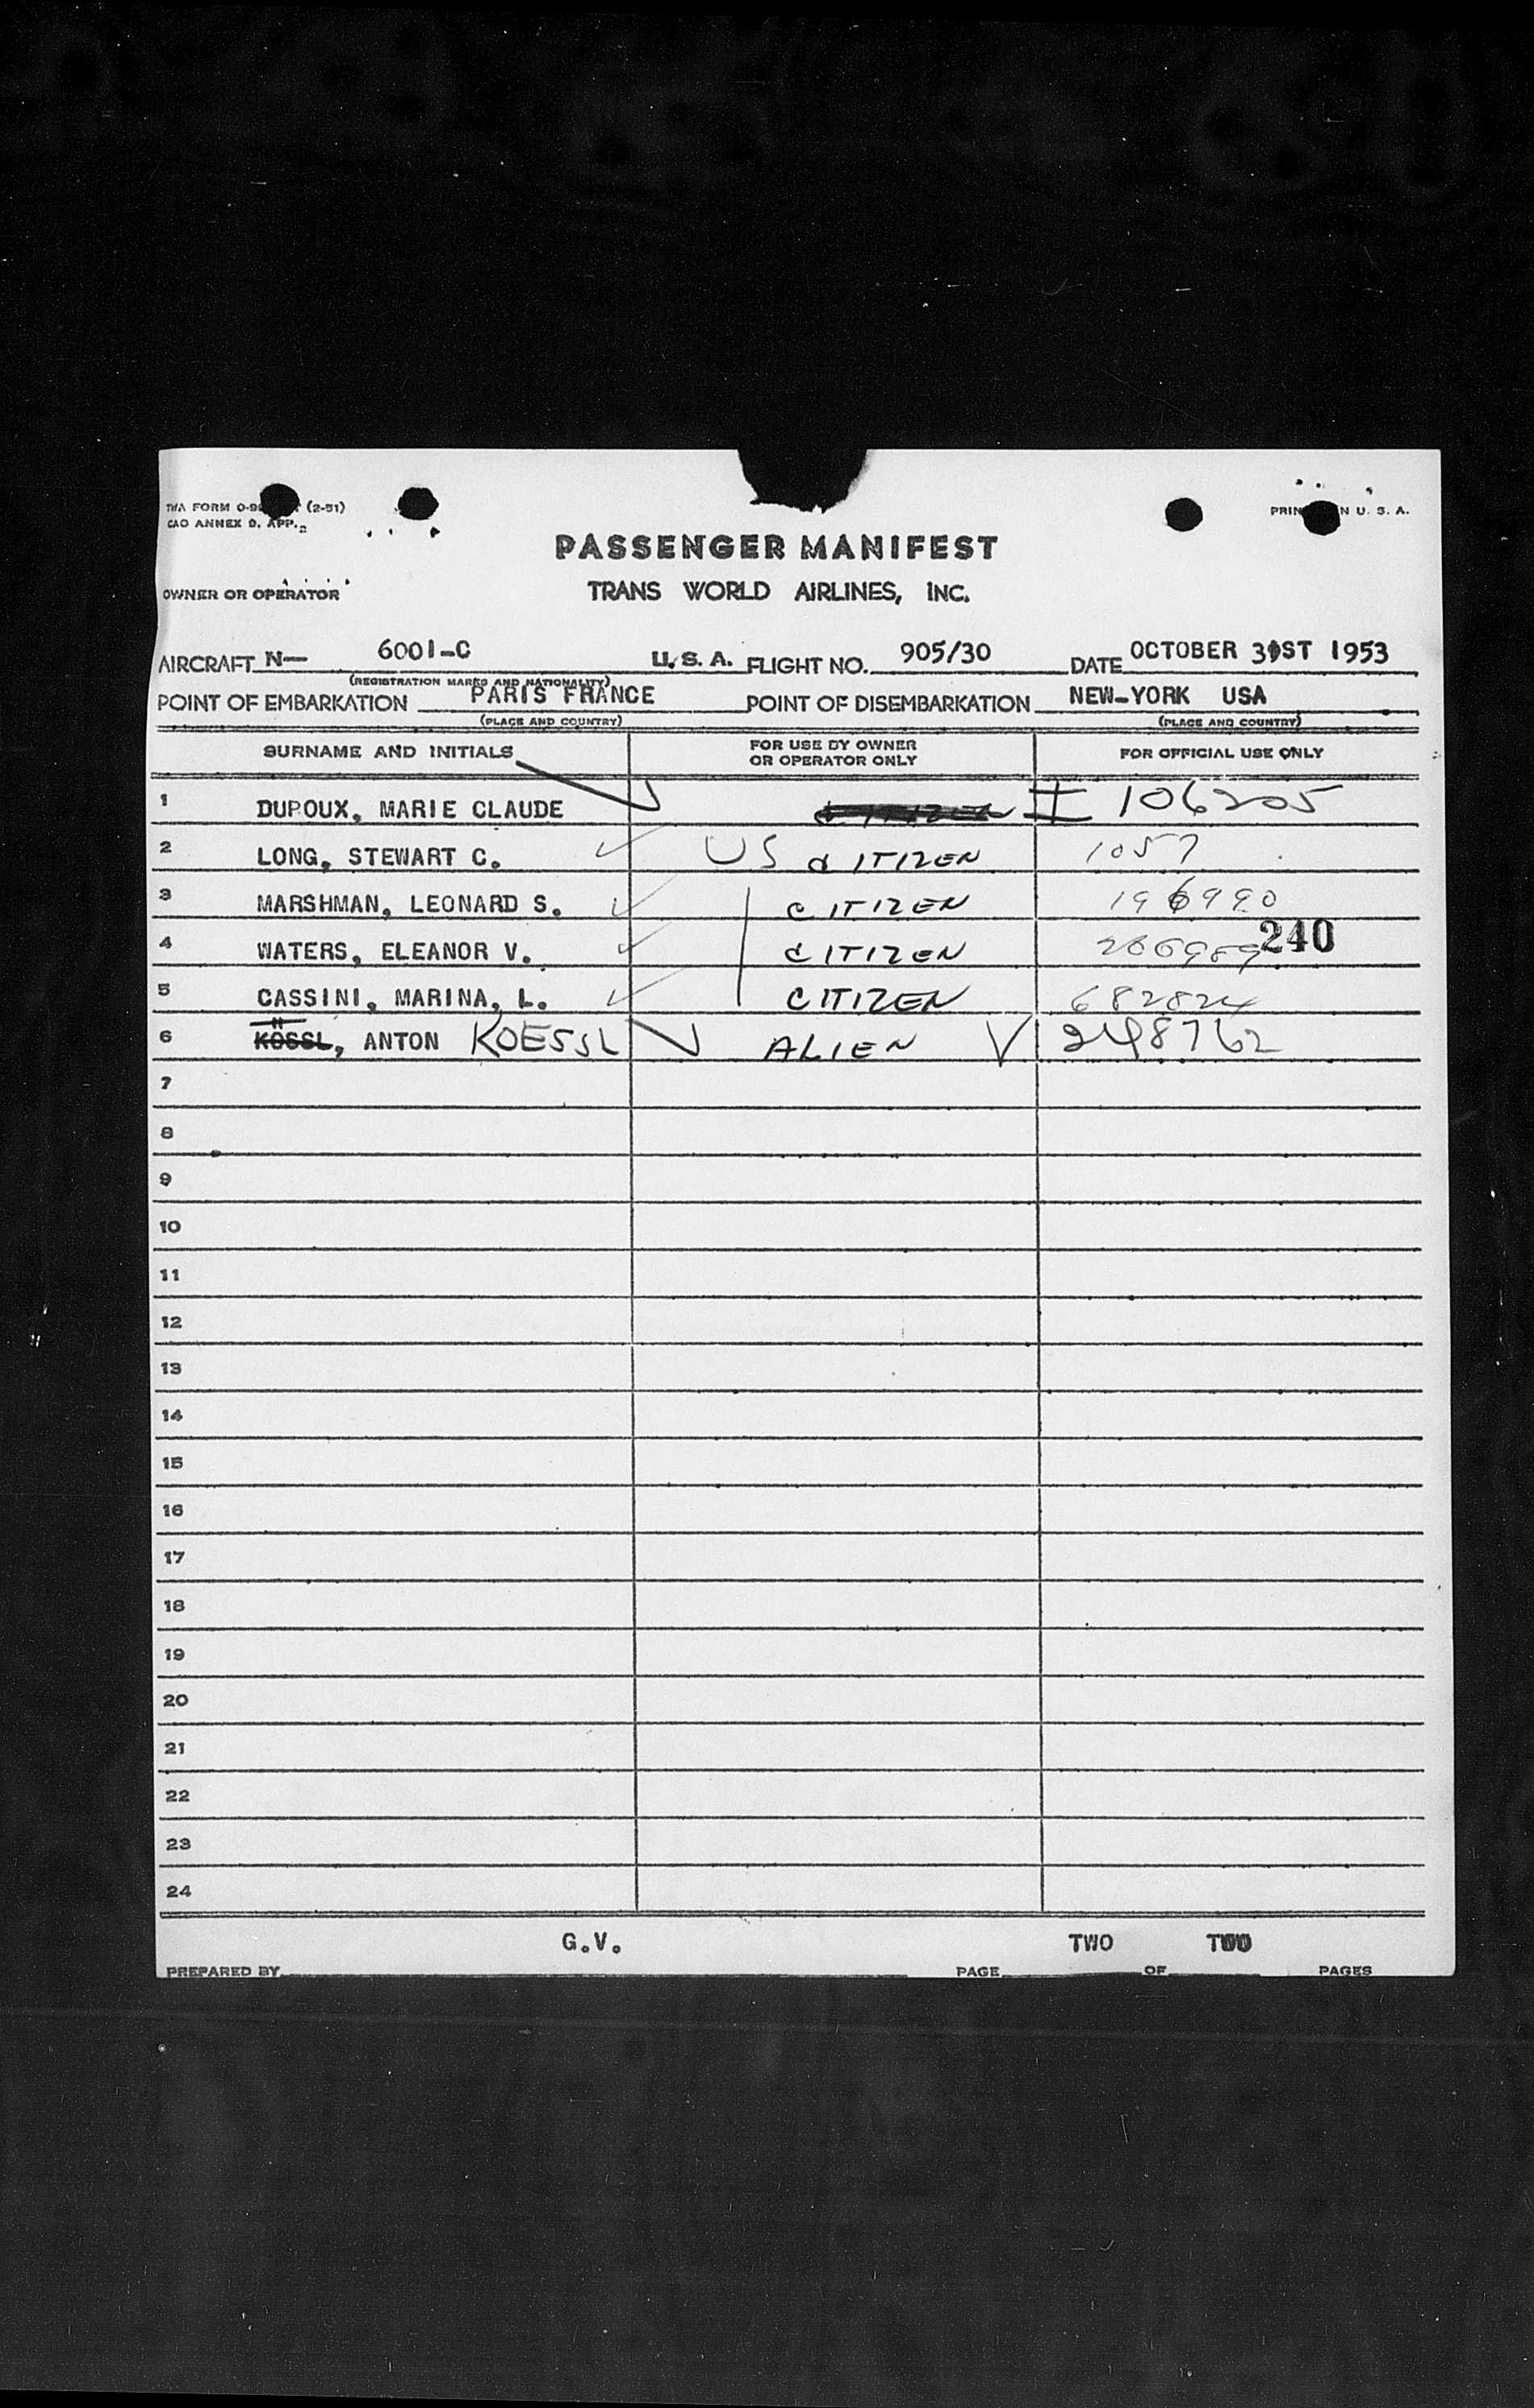 TWA FORM O-9 (2-51)
PRIN N U. S. A.
CAO ANNEX 9, APP.
PASSENGER MANIFEST
OWNER OR OPERATOR
TRANS WORLD AIRLINES, INC.
AIRCRAFT N— 6001-C U.S.A. FLIGHT NO. 905/30 DATE OCTOBER 31ST 1953
(REGISTRATION MARKS AND NATIONALITY)
POINT OF EMBARKATION PARIS FRANCE POINT OF DISEMBARKATION NEW-YORK USA
(PLACE AND COUNTRY) (PLACE AND COUNTRY)
SURNAME AND INITIALS FOR USE BY OWNER OR OPERATOR ONLY FOR OFFICIAL USE ONLY
1 DUPOUX, MARIE CLAUDE CITIZEN I 106205
2 LONG, STEWART C. US CITIZEN 1057
3 MARSHMAN, LEONARD S. CITIZEN 196990
4 WATERS, ELEANOR V. CITIZEN 240
5 CASSINI, MARINA, L. CITIZEN 682824
6 KÖSSL, ANTON KOESSL ALIEN 248762
7
8
9
10
11
12
13
14
15
16
17
18
19
20
21
22
23
24
G.V. TWO TWO
PREPARED BY PAGE OF PAGES